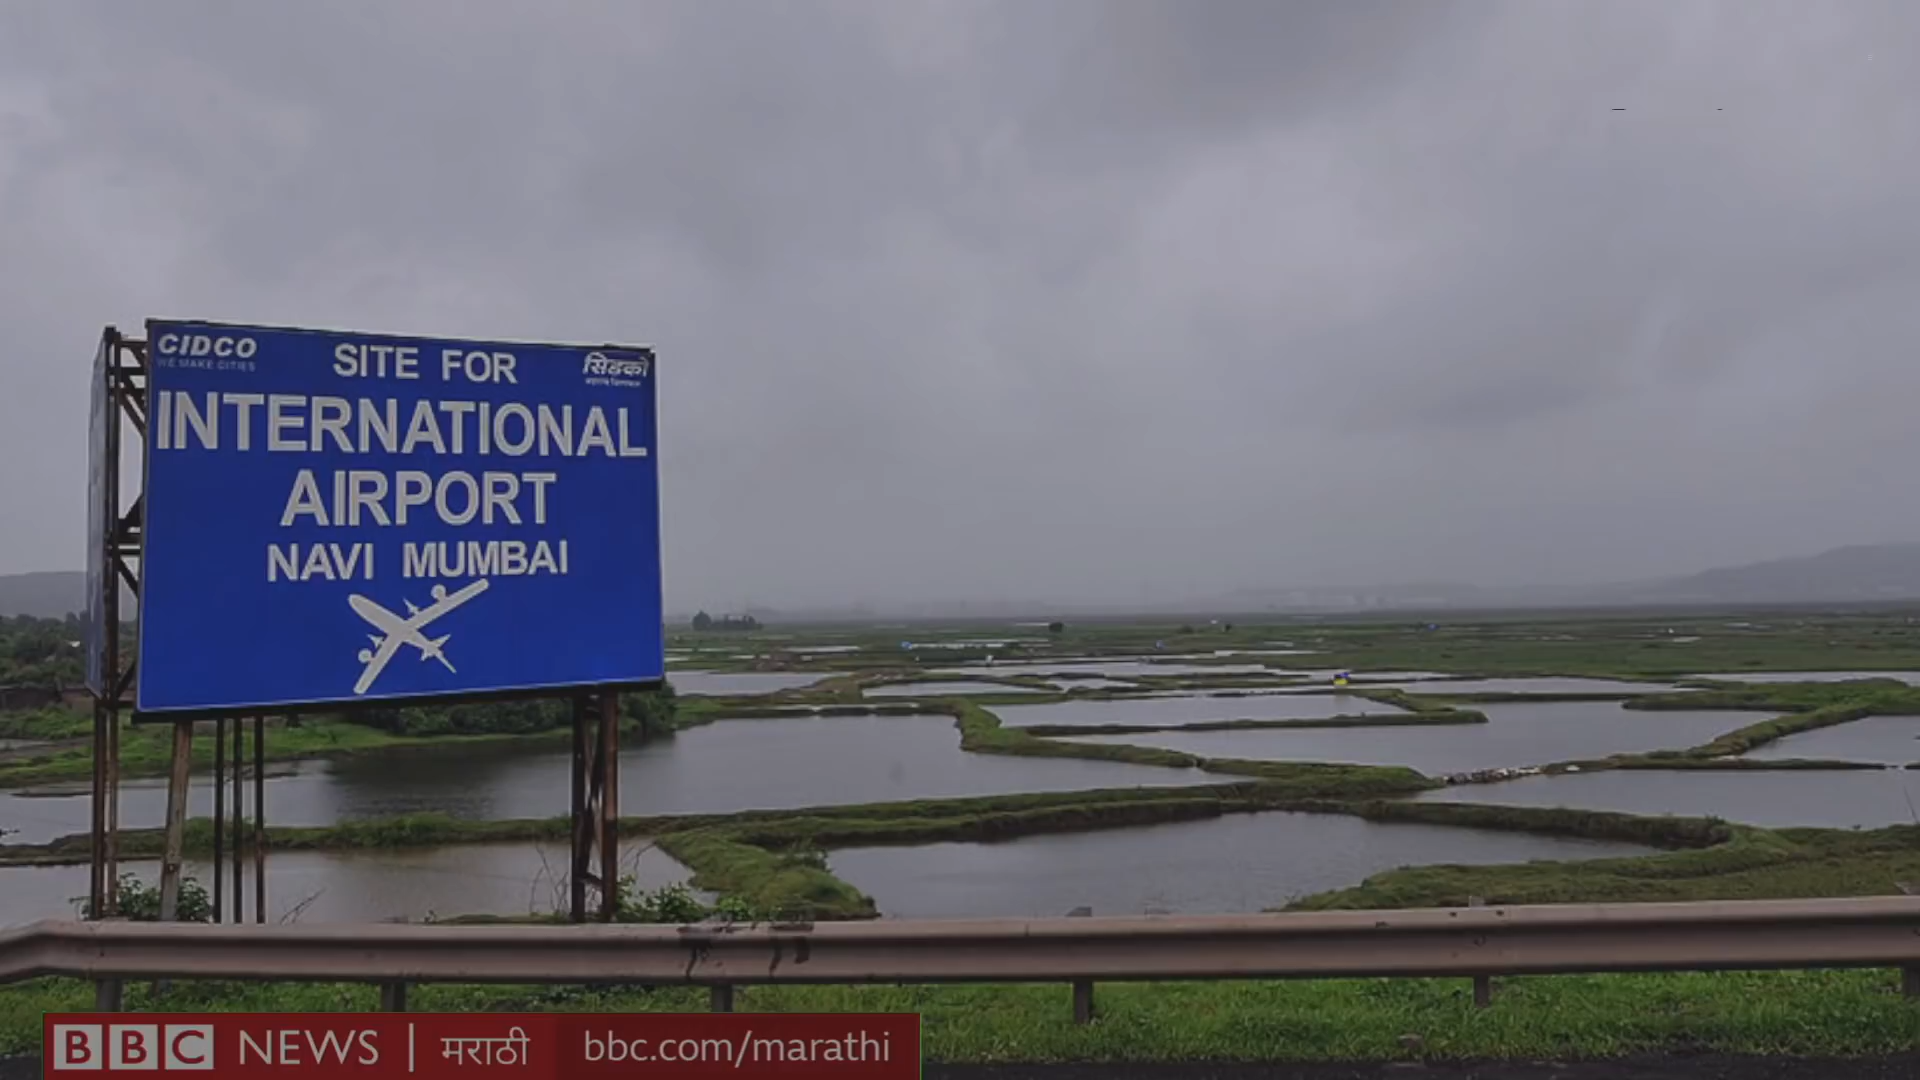 CIDCO
WE MAKE CITIES
SITE FOR
सिडको
INTERNATIONAL
AIRPORT
NAVI MUMBAI
BBC NEWS | मराठी bbc.com/marathi